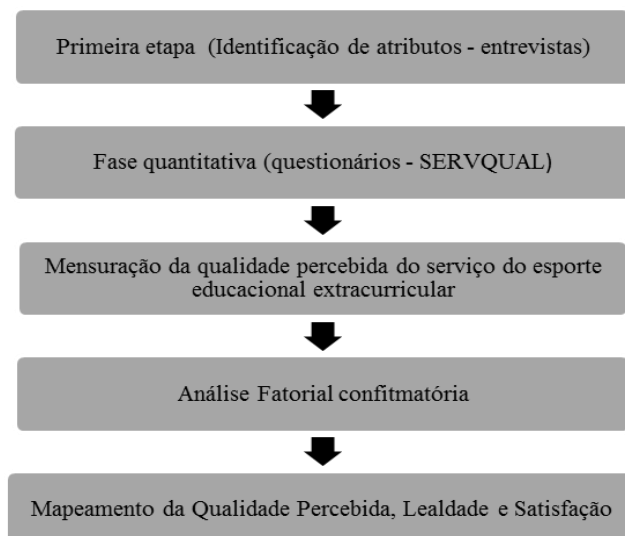 Primeira etapa (Identificação de atributos - entrevistas)
Fase quantitativa (questionários - SERVQUAL)
Mensuração da qualidade percebida do serviço do esporte
educacional extracurricular
Análise Fatorial confitmatória
Mapeamento da Qualidade Percebida, Lealdade e Satisfação